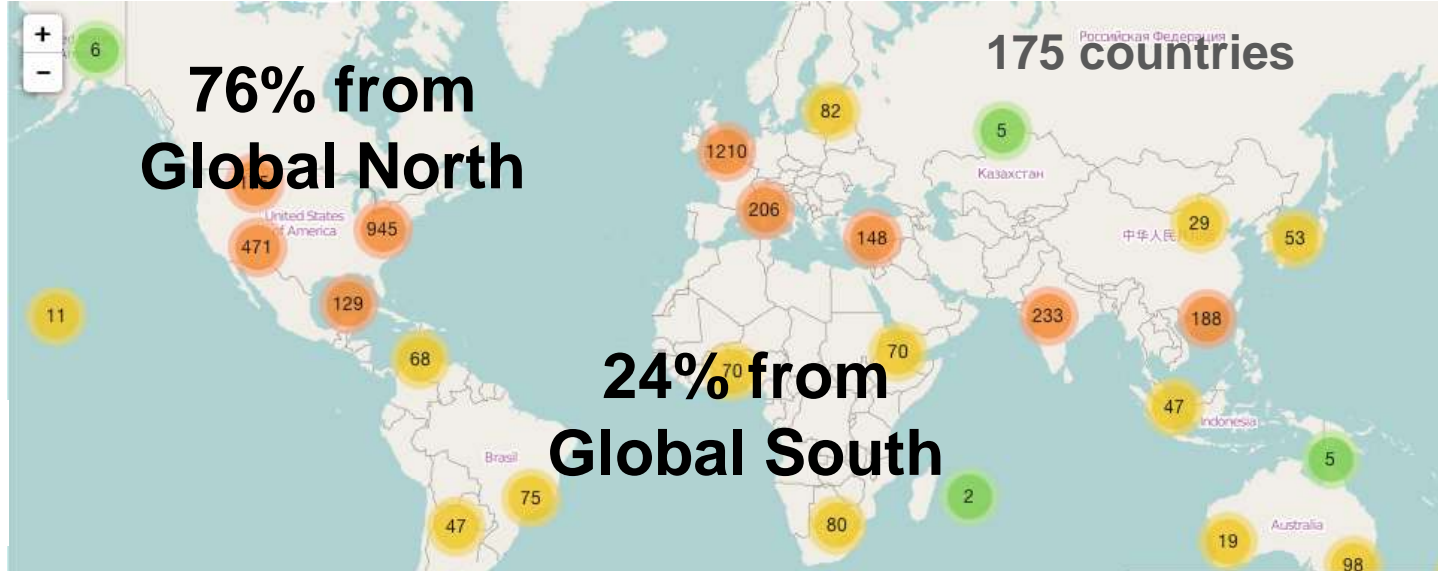 +
−
6
76% from
Global North
175 countries
Российская Федерация
82
5
1210
Казахстан
206
United States
of America
945
471
148
29
中华人民
53
129
11
233
188
68
70
70
24% from
Global South
47
Indonesia
Brasil
75
47
5
2
80
Australia
19
98